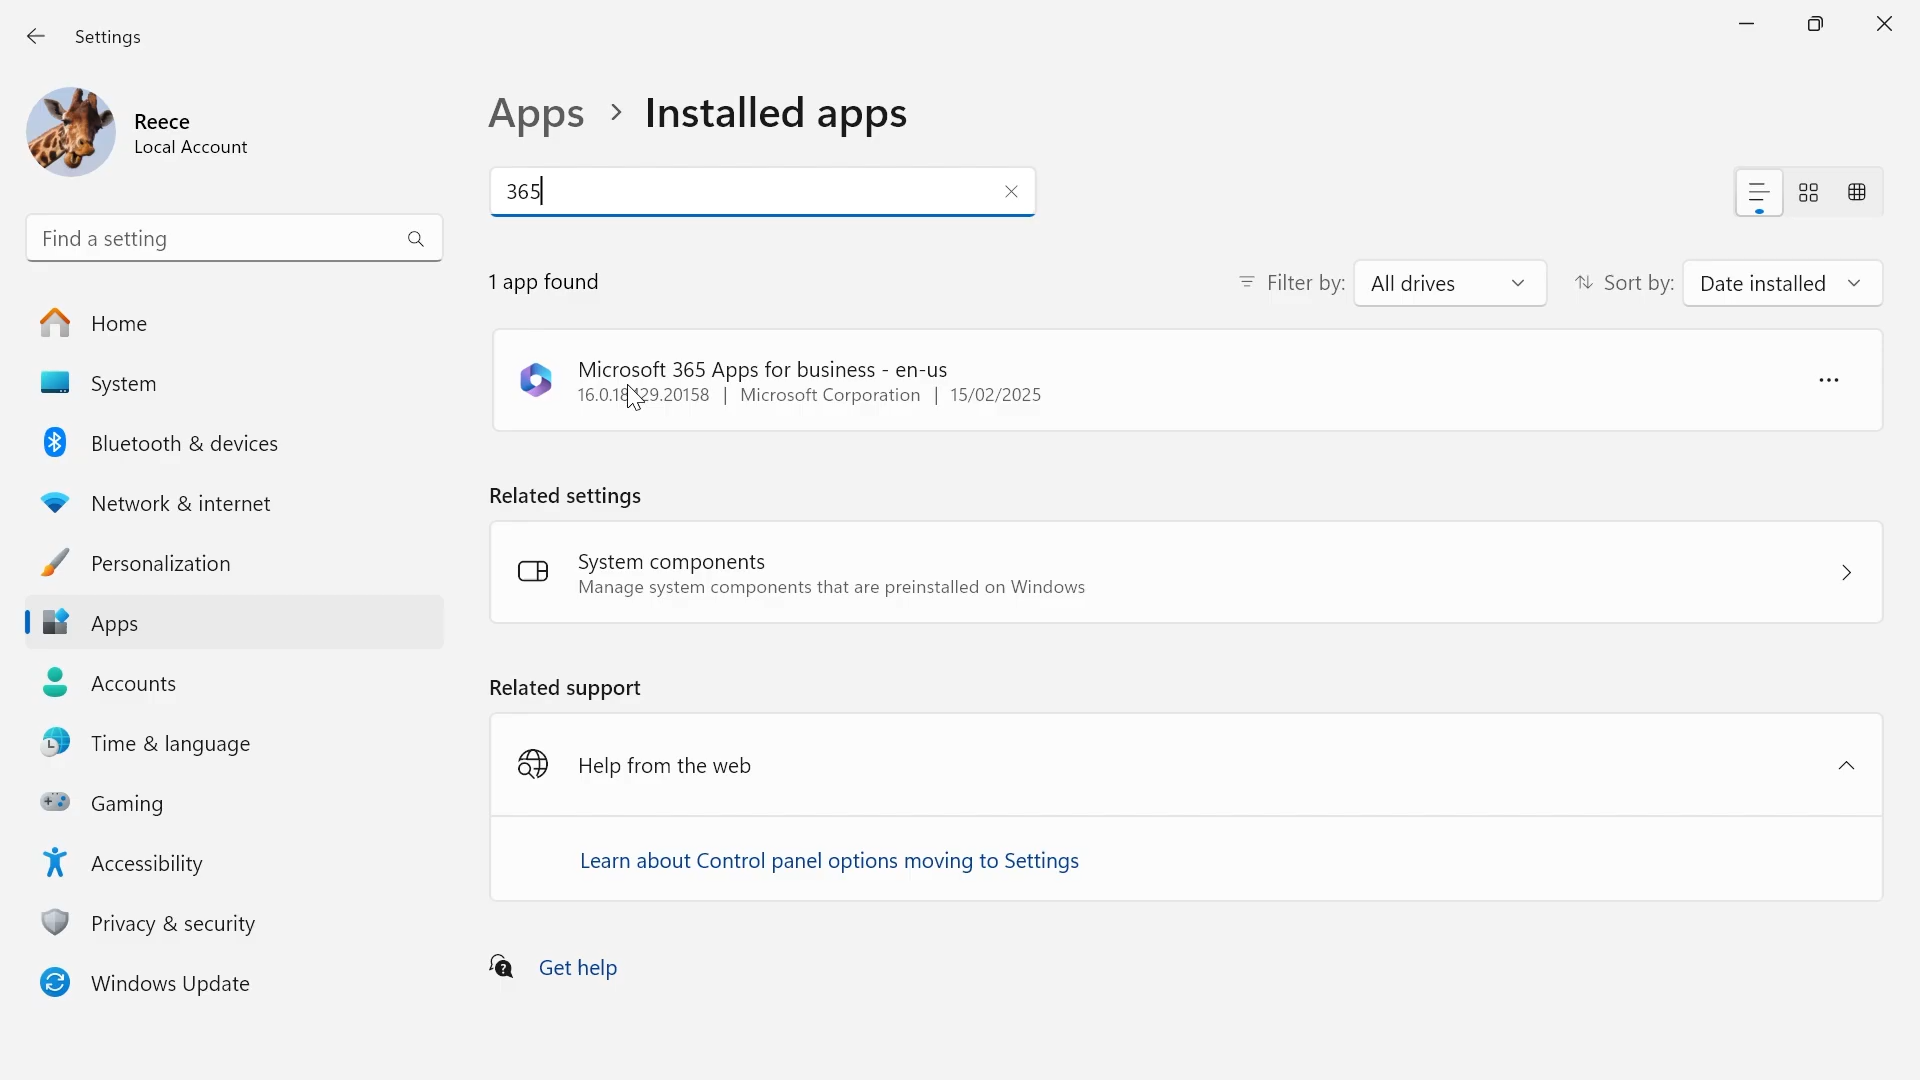 Settings
Reece
Local Account
Find a setting
Home
System
Bluetooth & devices
Network & internet
Personalization
Apps
Accounts
Time & language
Gaming
Accessibility
Privacy & security
Windows Update
Apps > Installed apps
365
1 app found
Filter by: All drives
Sort by: Date installed
Microsoft 365 Apps for business - en-us
| Microsoft Corporation | 15/02/2025
Related settings
System components
Manage system components that are preinstalled on Windows
Related support
Help from the web
Learn about Control panel options moving to Settings
Get help